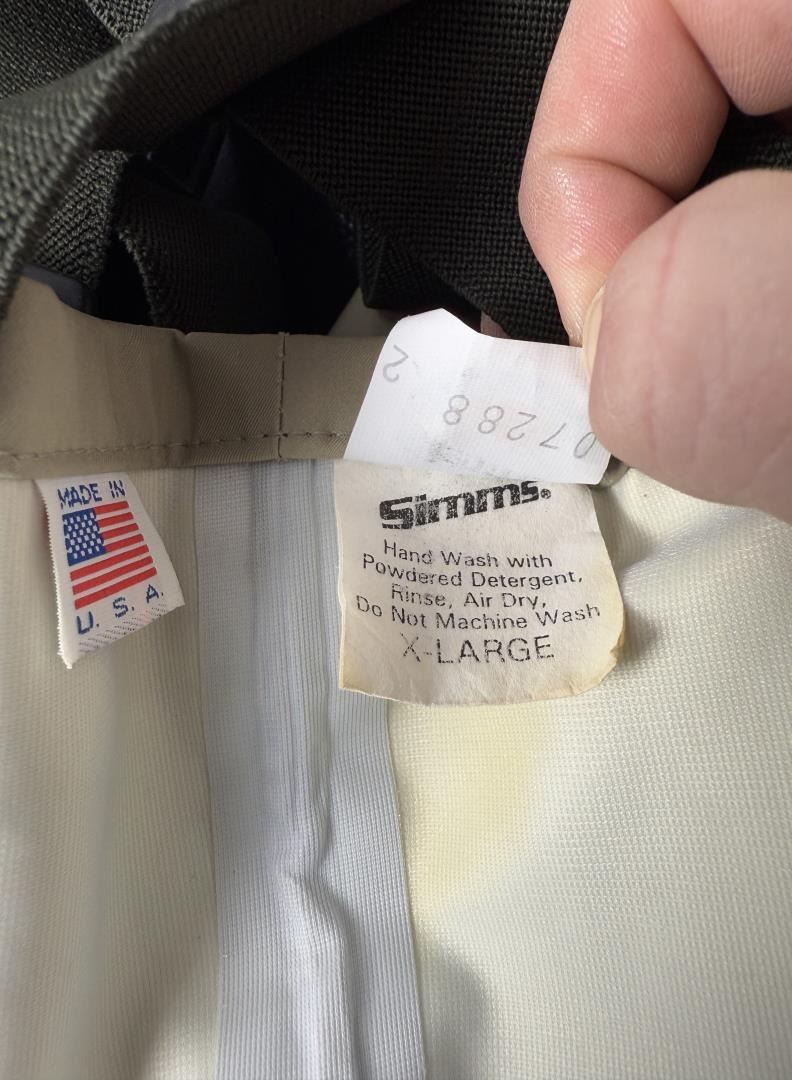 07288 2
MADE IN
U. S. A.
Simms®
Hand Wash with
Powdered Detergent,
Rinse, Air Dry,
Do Not Machine Wash
X-LARGE